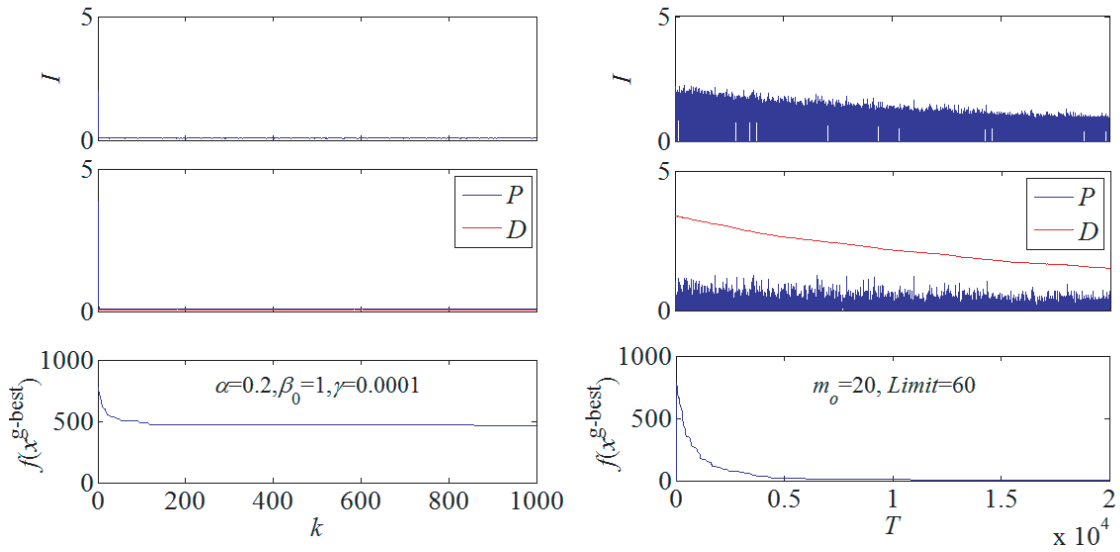 5
I
0
5
P
D
0
1000
α=0.2,β0=1,γ=0.0001
f(x^g-best)
500
0
0 200 400 600 800 1000
k
5
I
0
5
P
D
0
1000
mo=20, Limit=60
f(x^g-best)
500
0
0 0.5 1 1.5 2
T
x 10^4